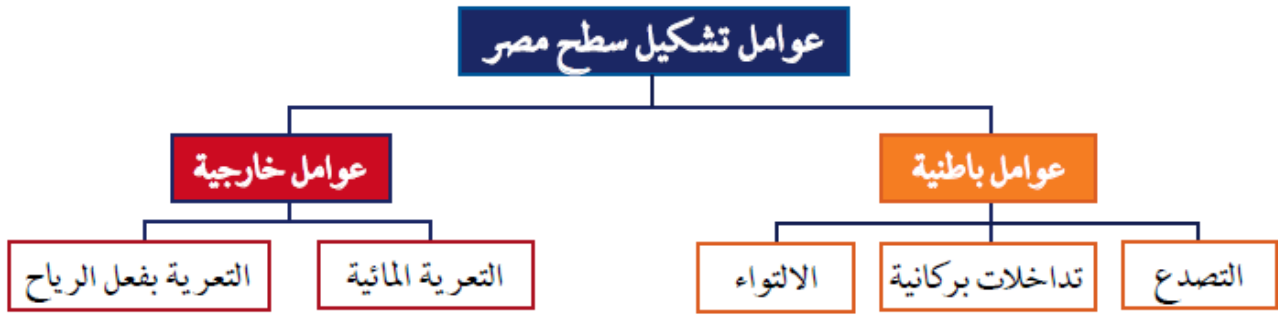 عوامل تشكيل سطح مصر
عوامل باطنية
عوامل خارجية
التصدع
تداخلات بركانية
الالتواء
التعرية المائية
التعرية بفعل الرياح